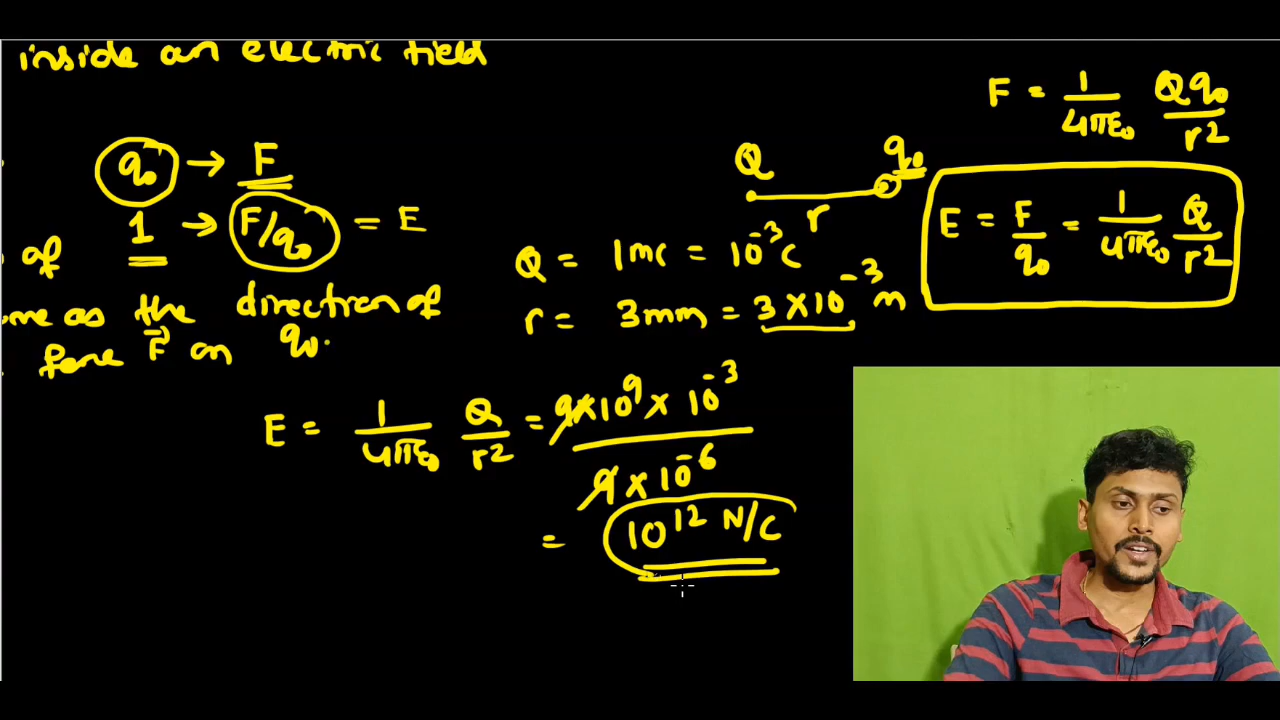 inside an electric field
F = 1/4πε₀ Qq₀/r²
q₀ → F
1 → F/q₀ = E
Q q₀
r
E = F/q₀ = 1/4πε₀ Q/r²
of
Q = 1mc = 10⁻³C
me as the direction of
r = 3mm = 3×10⁻³ m
force F⃗ on q₀.
E = 1/4πε₀ Q/r² = 9×10⁹ × 10⁻³ / 9×10⁻⁶
= 10¹² N/C